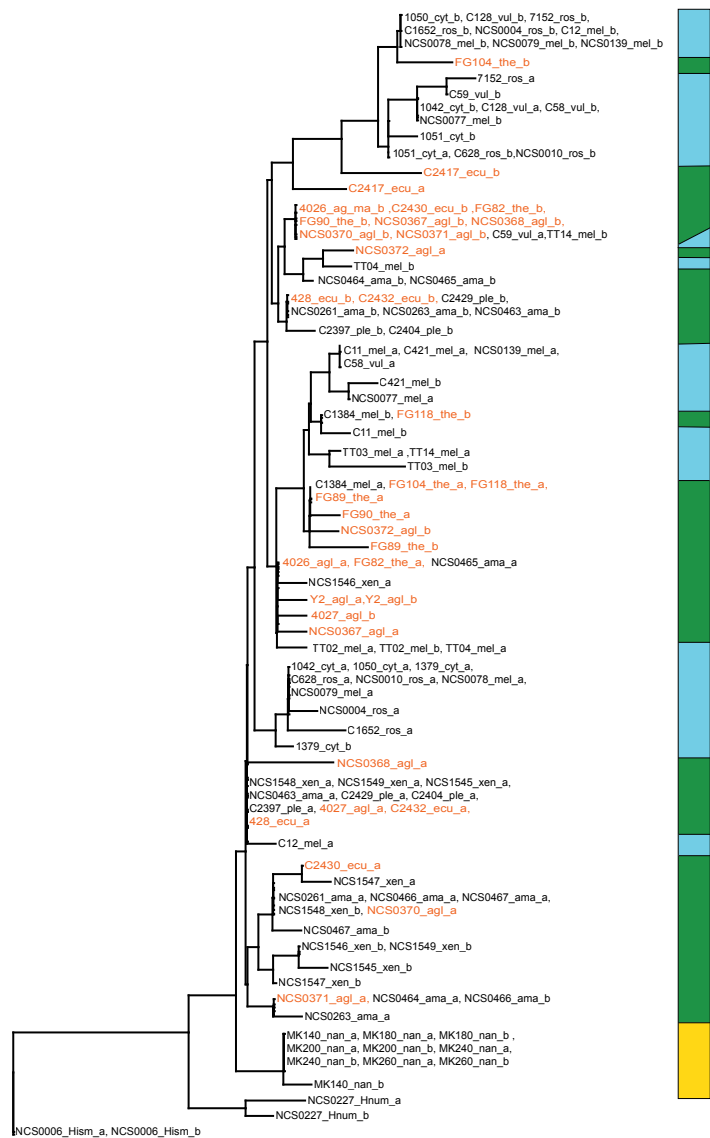 1050_cyt_b, C128_vul_b, 7152_ros_b,
C1652_ros_b, NCS0004_ros_b, C12_mel_b,
NCS0078_mel_b, NCS0079_mel_b, NCS0139_mel_b
FG104_the_b
7152_ros_a
C59_vul_b
1042_cyt_b, C128_vul_a, C58_vul_b,
NCS0077_mel_b
1051_cyt_b
1051_cyt_a, C628_ros_b,NCS0010_ros_b
C2417_ecu_b
C2417_ecu_a
4026_ag_ma_b ,C2430_ecu_b ,FG82_the_b,
FG90_the_b, NCS0367_agl_b, NCS0368_agl_b,
NCS0370_agl_b, NCS0371_agl_b, C59_vul_a,TT14_mel_b
NCS0372_agl_a
TT04_mel_b
NCS0464_ama_b, NCS0465_ama_b
428_ecu_b, C2432_ecu_b, C2429_ple_b,
NCS0261_ama_b, NCS0263_ama_b, NCS0463_ama_b
C2397_ple_b, C2404_ple_b
C11_mel_a, C421_mel_a, NCS0139_mel_a,
C58_vul_a
C421_mel_b
NCS0077_mel_a
C1384_mel_b, FG118_the_b
C11_mel_b
TT03_mel_a ,TT14_mel_a
TT03_mel_b
C1384_mel_a, FG104_the_a, FG118_the_a,
FG89_the_a
FG90_the_a
NCS0372_agl_b
FG89_the_b
4026_agl_a, FG82_the_a, NCS0465_ama_a
NCS1546_xen_a
Y2_agl_a,Y2_agl_b
4027_agl_b
NCS0367_agl_a
TT02_mel_a, TT02_mel_b, TT04_mel_a
1042_cyt_a, 1050_cyt_a, 1379_cyt_a,
C628_ros_a, NCS0010_ros_a, NCS0078_mel_a,
NCS0079_mel_a
NCS0004_ros_a
C1652_ros_a
1379_cyt_b
NCS0368_agl_a
NCS1548_xen_a, NCS1549_xen_a, NCS1545_xen_a,
NCS0463_ama_a, C2429_ple_a, C2404_ple_a,
C2397_ple_a, 4027_agl_a, C2432_ecu_a,
428_ecu_a
C12_mel_a
C2430_ecu_a
NCS1547_xen_a
NCS0261_ama_a, NCS0466_ama_a, NCS0467_ama_a,
NCS1548_xen_b, NCS0370_agl_a
NCS0467_ama_b
NCS1546_xen_b, NCS1549_xen_b
NCS1545_xen_b
NCS1547_xen_b
NCS0371_agl_a, NCS0464_ama_a, NCS0466_ama_b
NCS0263_ama_a
MK140_nan_a, MK180_nan_a, MK180_nan_b ,
MK200_nan_a, MK200_nan_b, MK240_nan_a,
MK240_nan_b, MK260_nan_a, MK260_nan_b
MK140_nan_b
NCS0227_Hnum_a
NCS0227_Hnum_b
NCS0006_Hism_a, NCS0006_Hism_b